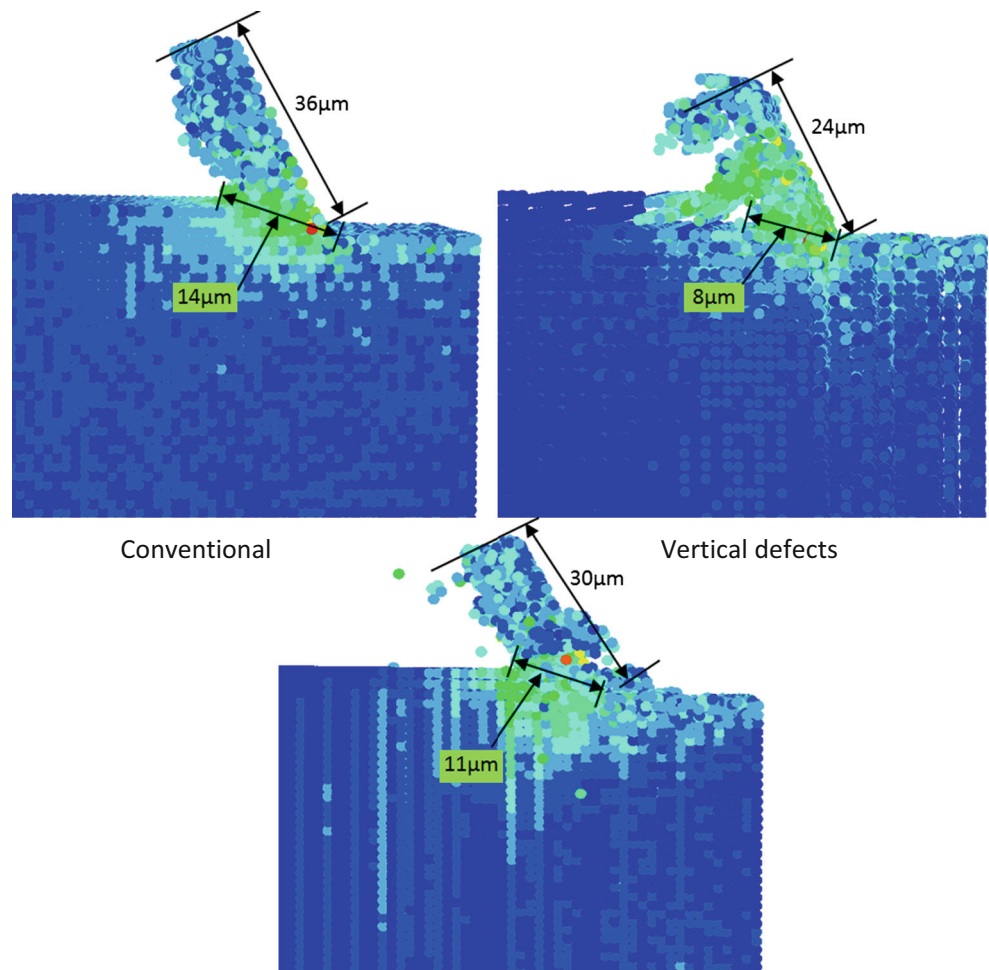 36μm
14μm
24μm
8μm
Conventional
Vertical defects
30μm
11μm